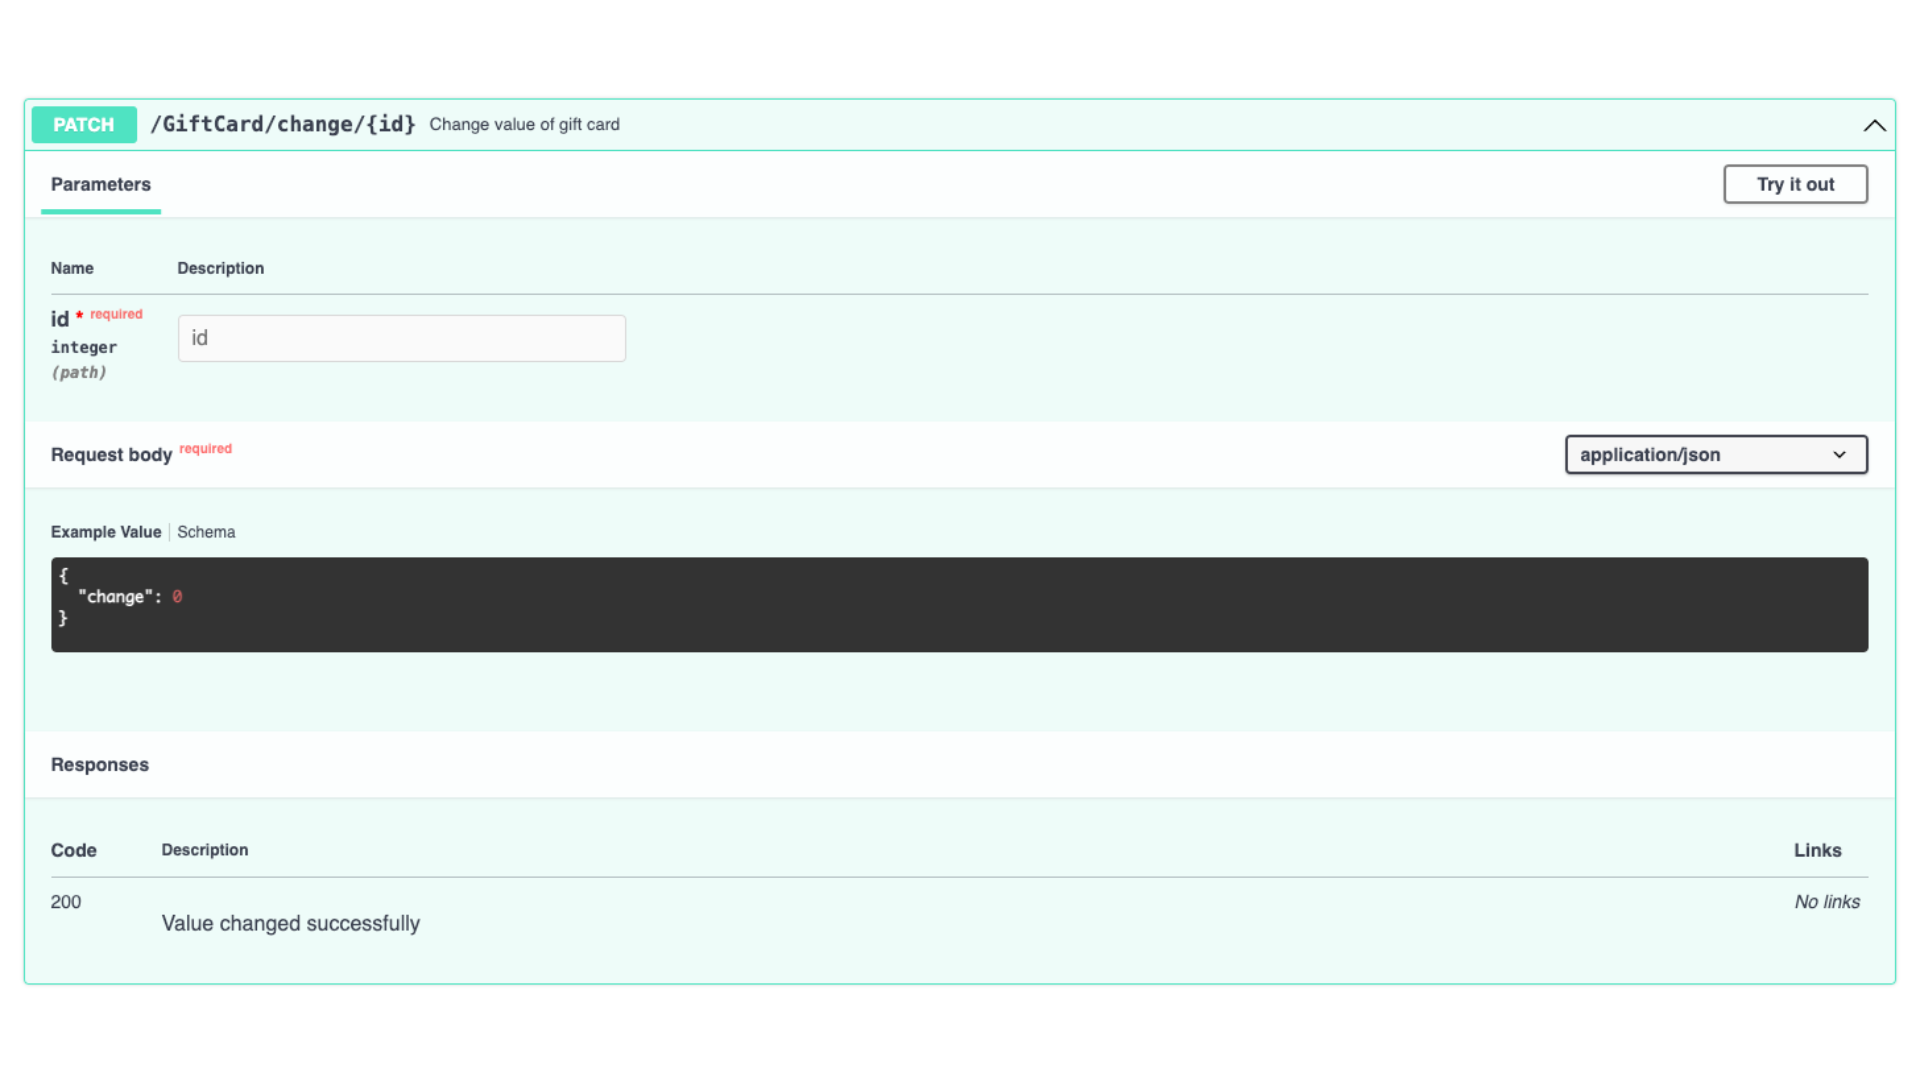 PATCH /GiftCard/change/{id} Change value of gift card
Parameters Try it out
Name Description
id * required
integer
(path)
id
Request body required application/json
Example Value Schema
{
"change": 0
}
Responses
Code Description Links
200 No links
Value changed successfully